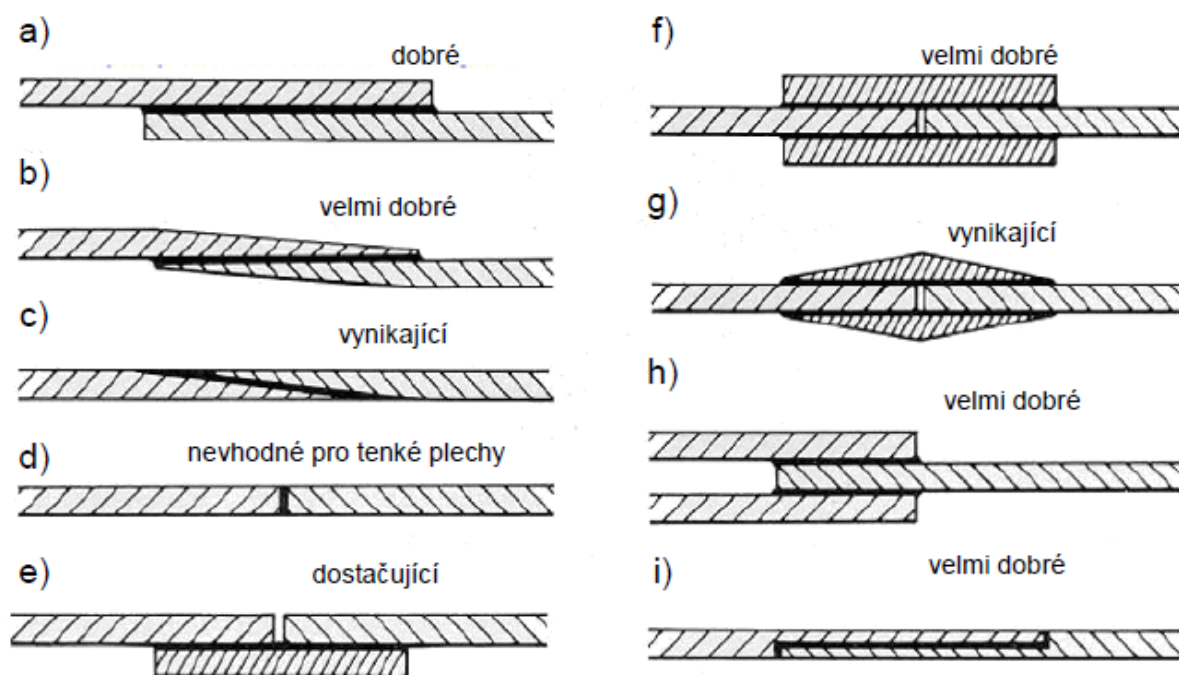 a)
dobré
b)
velmi dobré
c)
vynikající
d)
nevhodné pro tenké plechy
e)
dostačující
f)
velmi dobré
g)
vynikající
h)
velmi dobré
i)
velmi dobré